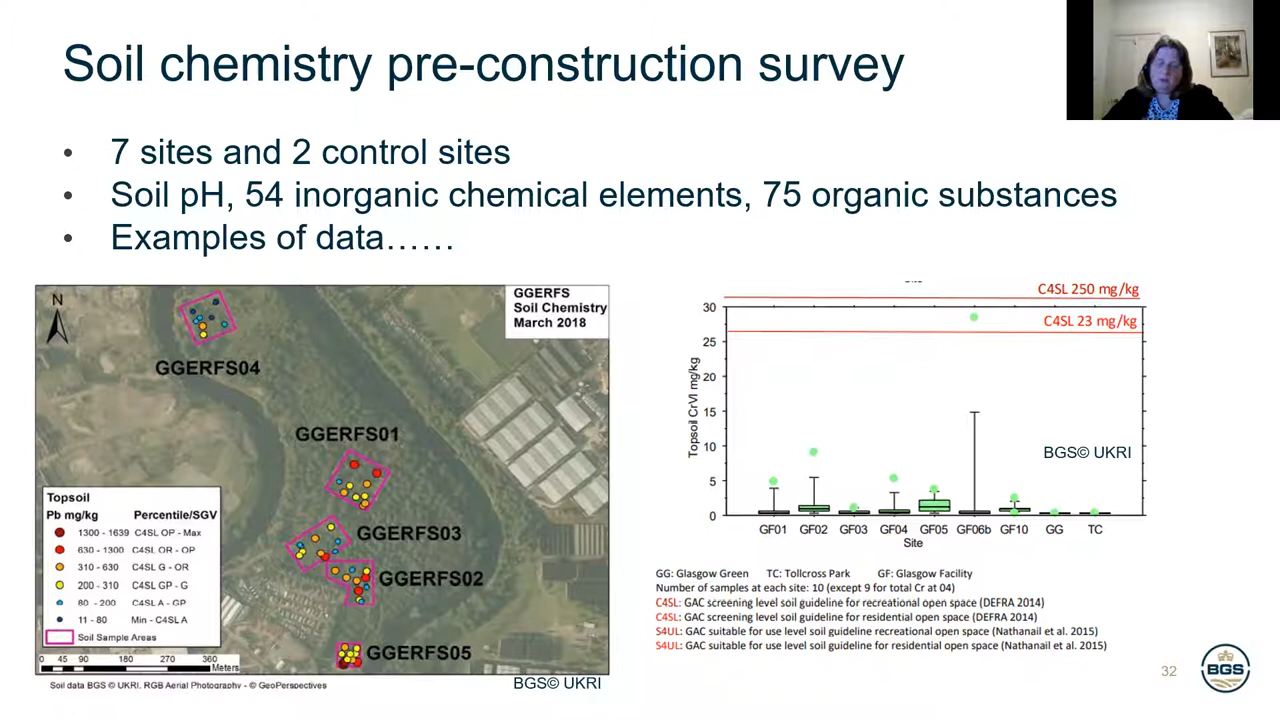 Soil chemistry pre-construction survey
• 7 sites and 2 control sites
• Soil pH, 54 inorganic chemical elements, 75 organic substances
• Examples of data……
N
GGERFS
Soil Chemistry
March 2018
GGERFS04
GGERFS01
GGERFS03
GGERFS02
GGERFS05
Topsoil
Pb mg/kg Percentile/SGV
1300 - 1639 C4SL OP - Max
630 - 1300 C4SL OR - OP
310 - 630 C4SL G - OR
200 - 310 C4SL GP - G
80 - 200 C4SL A - GP
11 - 80 Min - C4SL A
Soil Sample Areas
0 45 90 180 270 360
Meters
Soil data BGS © UKRI. RGB Aerial Photography - © GeoPerspectives
BGS© UKRI
C4SL 250 mg/kg
C4SL 23 mg/kg
Topsoil CrVI mg/kg
30
25
20
15
10
5
0
BGS© UKRI
GF01 GF02 GF03 GF04 GF05 GF06b GF10 GG TC
Site
GG: Glasgow Green TC: Tollcross Park GF: Glasgow Facility
Number of samples at each site: 10 (except 9 for total Cr at 04)
C4SL: GAC screening level soil guideline for recreational open space (DEFRA 2014)
C4SL: GAC screening level soil guideline for residential open space (DEFRA 2014)
S4UL: GAC suitable for use level soil guideline recreational open space (Nathanail et al. 2015)
S4UL: GAC suitable for use level soil guideline for residential open space (Nathanail et al. 2015)
32
BGS